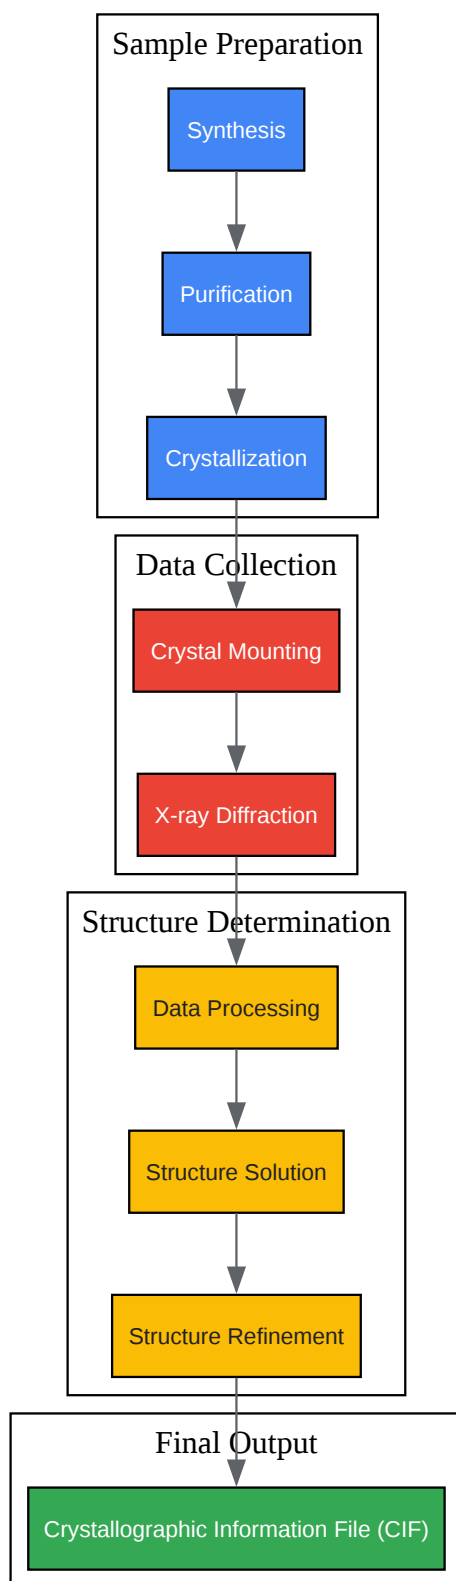 Sample Preparation
Synthesis
Purification
Crystallization
Data Collection
Crystal Mounting
X-ray Diffraction
Structure Determination
Data Processing
Structure Solution
Structure Refinement
Final Output
Crystallographic Information File (CIF)